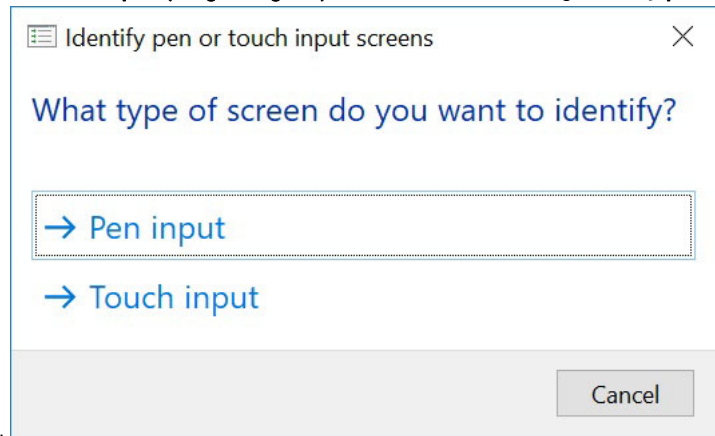 Identify pen or touch input screens
What type of screen do you want to identify?
→ Pen input
→ Touch input
Cancel